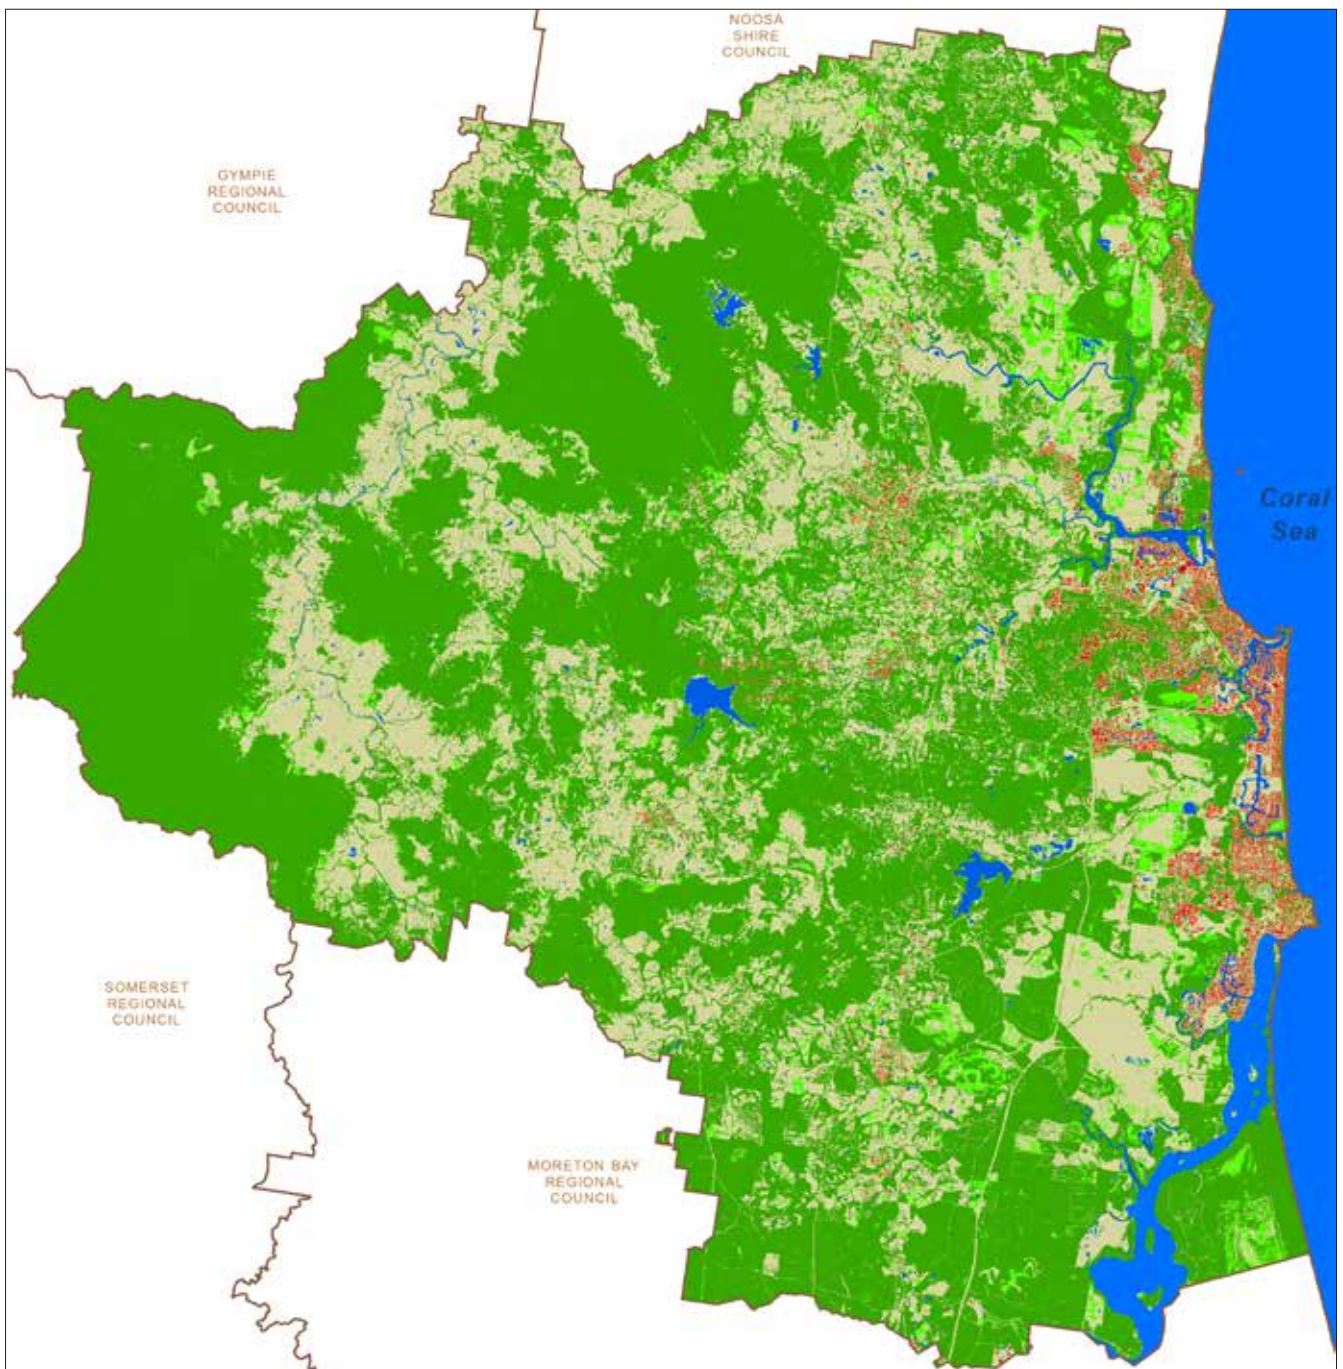 NOOSA
SHIRE
COUNCIL
GYMPIE
REGIONAL
COUNCIL
Coral
Sea
SOMERSET
REGIONAL
COUNCIL
MORETON BAY
REGIONAL
COUNCIL